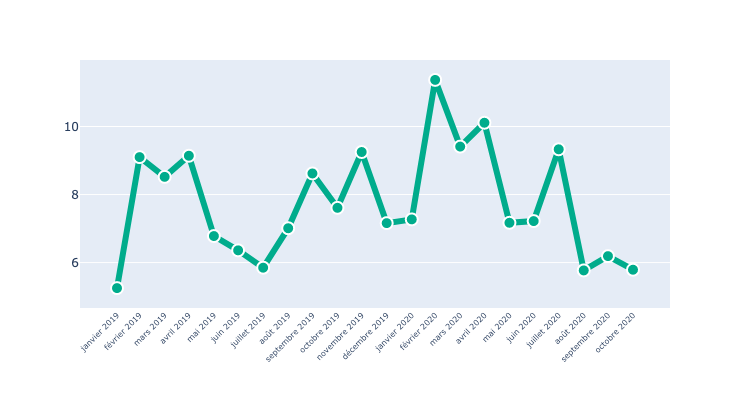 10
8
6
janvier 2019
février 2019
mars 2019
avril 2019
mai 2019
juin 2019
juillet 2019
août 2019
septembre 2019
octobre 2019
novembre 2019
décembre 2019
janvier 2020
février 2020
mars 2020
avril 2020
mai 2020
juin 2020
juillet 2020
août 2020
septembre 2020
octobre 2020